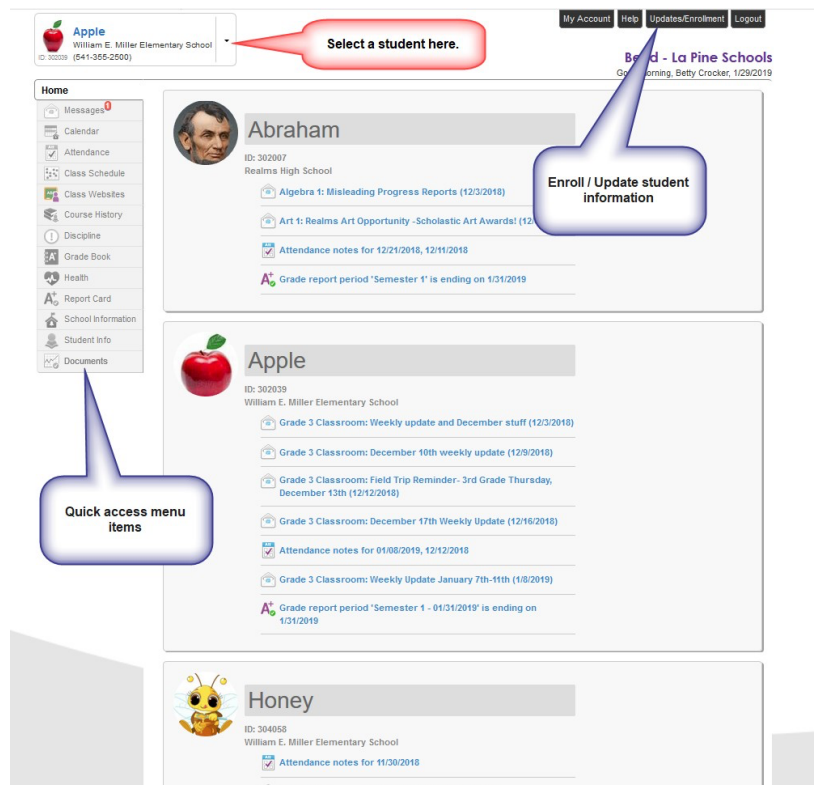 Apple
William E. Miller Elementary School
ID: 302039 (541-355-2500)
Select a student here.
My Account Help Updates/Enrollment Logout
La Pine Schools
Morning, Betty Crocker, 1/29/2019
Home
Messages 1
Calendar
Attendance
Class Schedule
Class Websites
Course History
Discipline
Grade Book
Health
Report Card
School Information
Student Info
Documents
Quick access menu
items
Enroll / Update student
information
Abraham
ID: 302007
Realms High School
Algebra 1: Misleading Progress Reports (12/3/2018)
Art 1: Realms Art Opportunity -Scholastic Art Awards! (12/
Attendance notes for 12/21/2018, 12/11/2018
Grade report period 'Semester 1' is ending on 1/31/2019
Apple
ID: 302039
William E. Miller Elementary School
Grade 3 Classroom: Weekly update and December stuff (12/3/2018)
Grade 3 Classroom: December 10th weekly update (12/9/2018)
Grade 3 Classroom: Field Trip Reminder- 3rd Grade Thursday,
December 13th (12/12/2018)
Grade 3 Classroom: December 17th Weekly Update (12/16/2018)
Attendance notes for 01/08/2019, 12/12/2018
Grade 3 Classroom: Weekly Update January 7th-11th (1/8/2019)
Grade report period 'Semester 1 - 01/31/2019' is ending on
1/31/2019
Honey
ID: 304058
William E. Miller Elementary School
Attendance notes for 11/30/2018